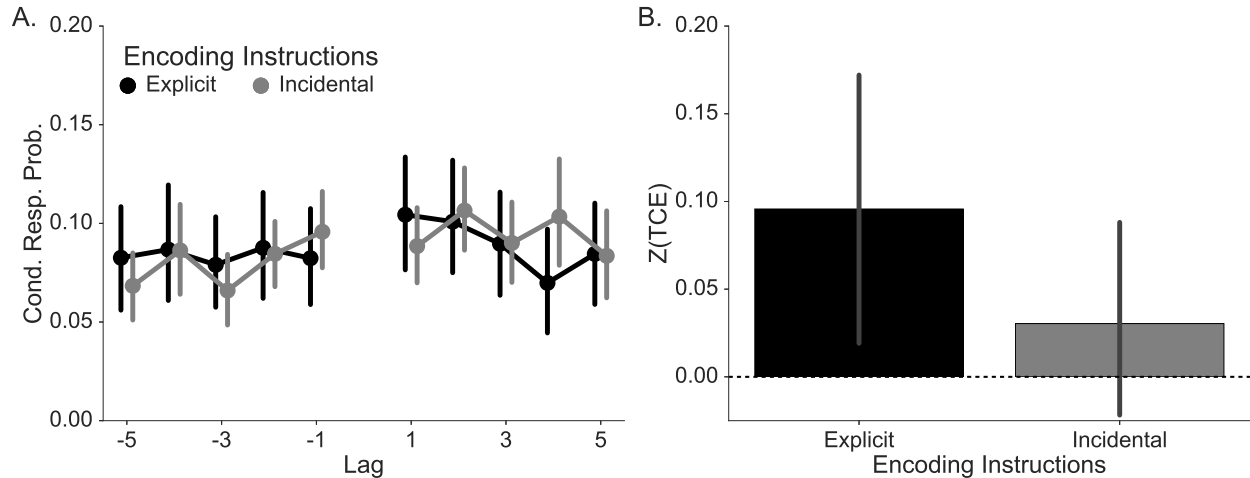 A.
0.20
0.15
0.10
0.05
0.00
Cond. Resp. Prob.
Encoding Instructions
Explicit Incidental
-5 -3 -1 1 3 5
Lag
B.
0.20
0.15
0.10
0.05
0.00
Z(TCE)
Explicit Incidental
Encoding Instructions